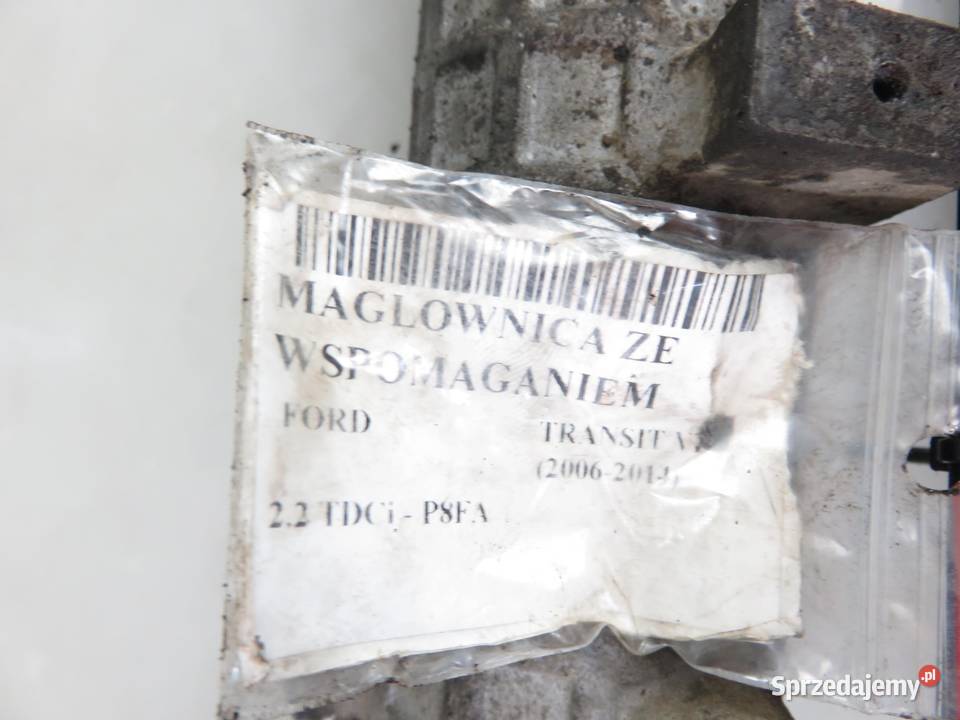 MAGLOWNICA ZE
WSPOMAGANIEM
FORD
TRANSIT
(2006-2014)
2.2 TDCi - P8FA
Sprzedajemy.pl